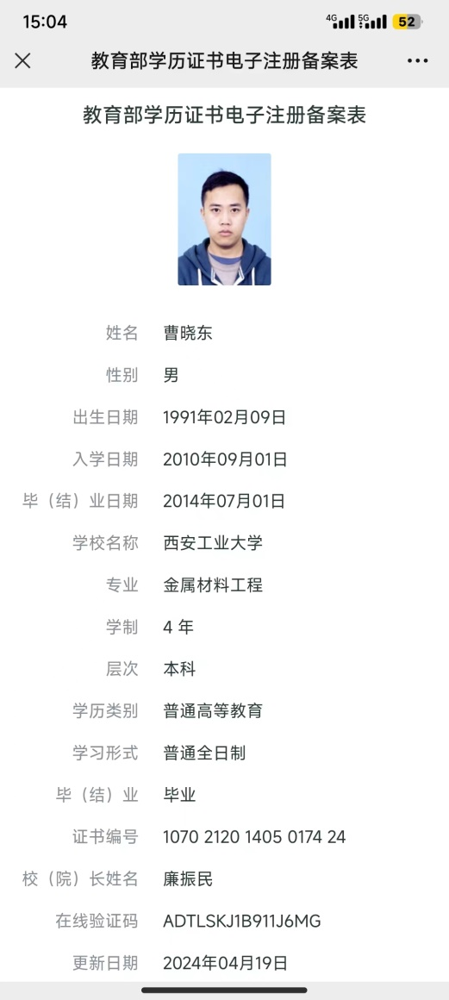 15:04
4G 5G 52
教育部学历证书电子注册备案表
教育部学历证书电子注册备案表
姓名 曹晓东
性别 男
出生日期 1991年02月09日
入学日期 2010年09月01日
毕（结）业日期 2014年07月01日
学校名称 西安工业大学
专业 金属材料工程
学制 4 年
层次 本科
学历类别 普通高等教育
学习形式 普通全日制
毕（结）业 毕业
证书编号 1070 2120 1405 0174 24
校（院）长姓名 廉振民
在线验证码 ADTLSKJ1B911J6MG
更新日期 2024年04月19日